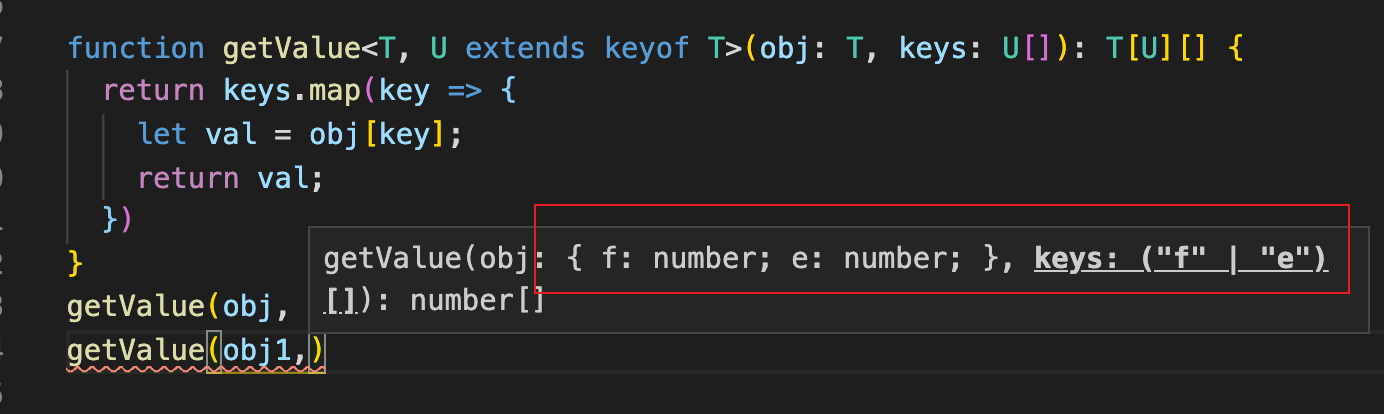 function getValue<T, U extends keyof T>(obj: T, keys: U[]): T[U][] {
return keys.map(key => {
let val = obj[key];
return val;
})
}
getValue(obj: { f: number; e: number; }, keys: ("f" | "e")
[]): number[]
getValue(obj,
getValue(obj1,)